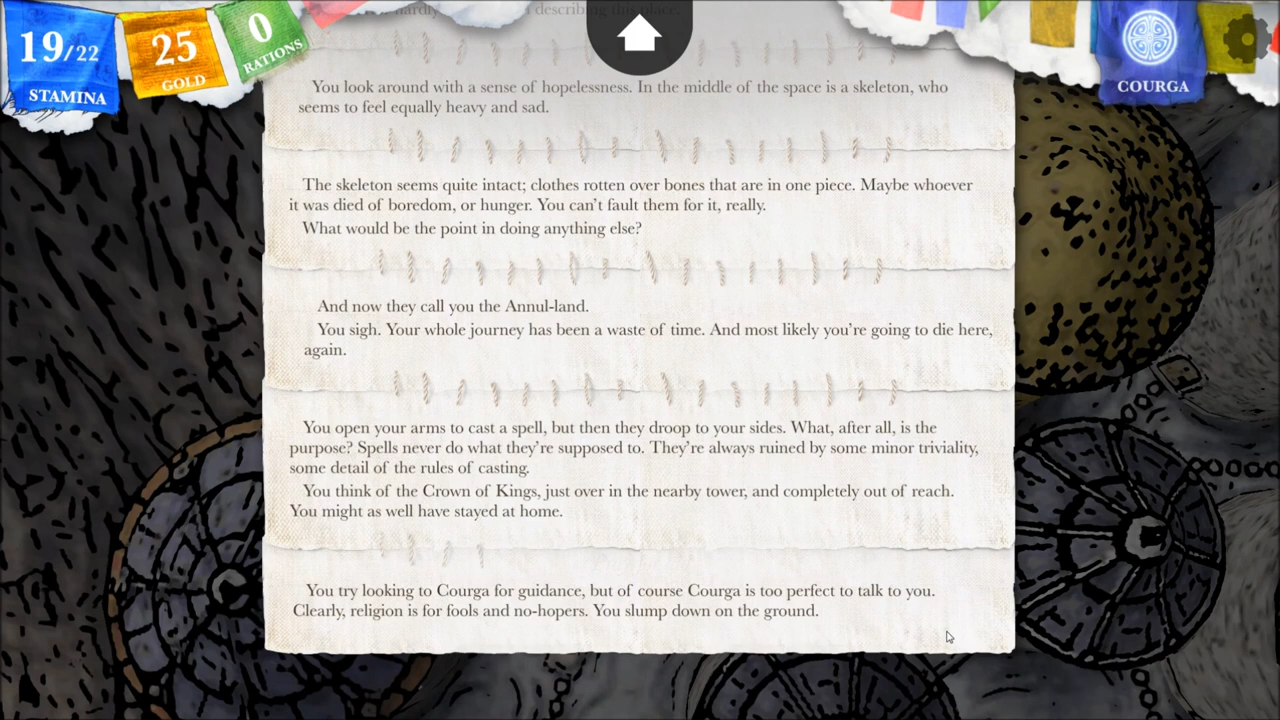 19/22
STAMINA
25
GOLD
0
RATIONS
COURGA
describing this place.
You look around with a sense of hopelessness. In the middle of the space is a skeleton, who
seems to feel equally heavy and sad.
The skeleton seems quite intact; clothes rotten over bones that are in one piece. Maybe whoever
it was died of boredom, or hunger. You can't fault them for it, really.
What would be the point in doing anything else?
And now they call you the Annul-land.
You sigh. Your whole journey has been a waste of time. And most likely you're going to die here,
again.
You open your arms to cast a spell, but then they droop to your sides. What, after all, is the
purpose? Spells never do what they're supposed to. They're always ruined by some minor triviality,
some detail of the rules of casting.
You think of the Crown of Kings, just over in the nearby tower, and completely out of reach.
You might as well have stayed at home.
You try looking to Courga for guidance, but of course Courga is too perfect to talk to you.
Clearly, religion is for fools and no-hopers. You slump down on the ground.